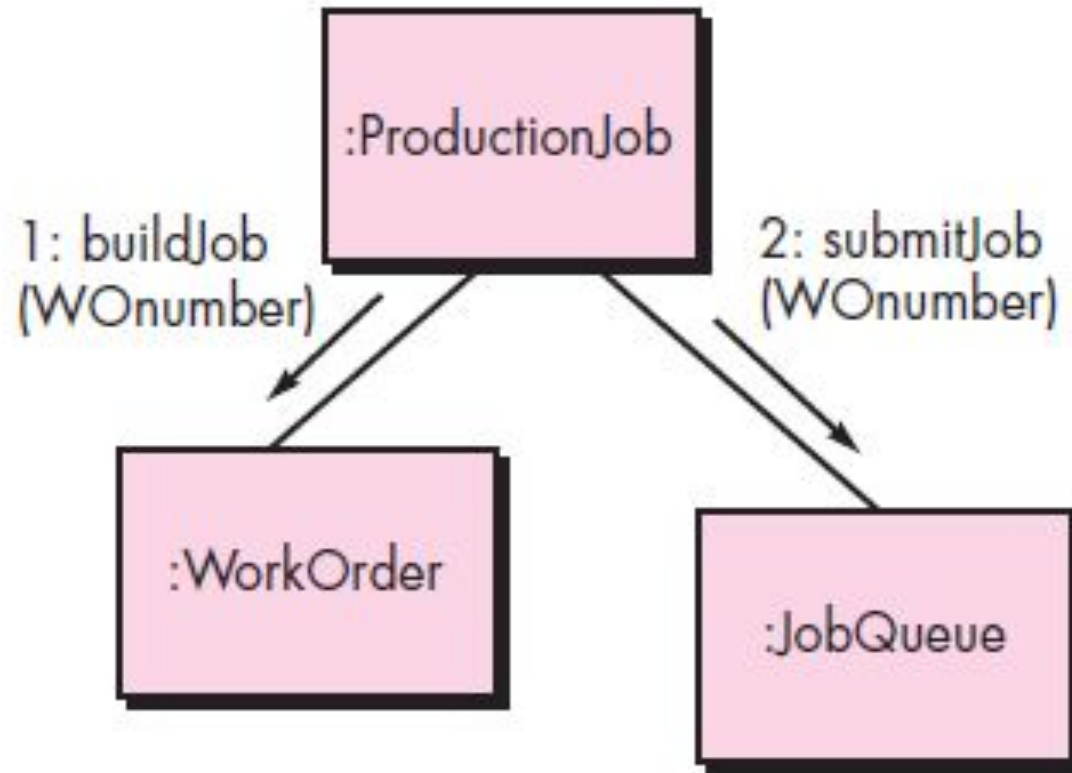 :ProductionJob
1: buildJob
(WOnumber)
2: submitJob
(WOnumber)
:WorkOrder
:JobQueue